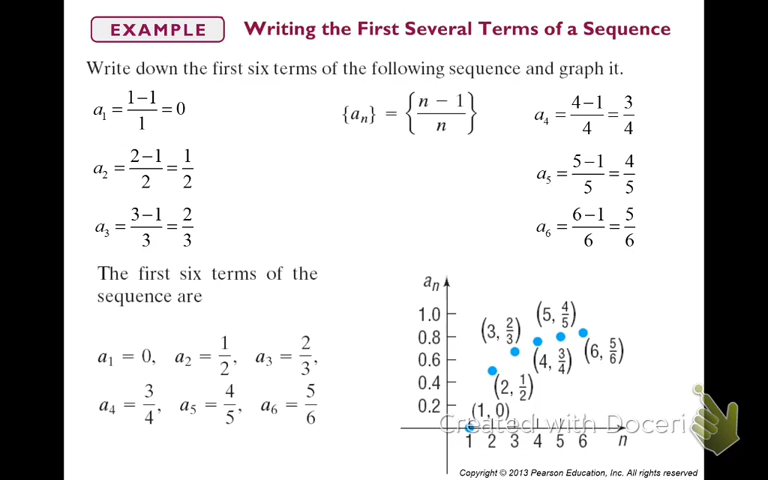 EXAMPLE Writing the First Several Terms of a Sequence
Write down the first six terms of the following sequence and graph it.
a₁ = (1−1)/1 = 0
{aₙ} = {(n − 1)/n}
a₄ = (4−1)/4 = 3/4
a₂ = (2−1)/2 = 1/2
a₅ = (5−1)/5 = 4/5
a₃ = (3−1)/3 = 2/3
a₆ = (6−1)/6 = 5/6
The first six terms of the
sequence are
a₁ = 0, a₂ = 1/2, a₃ = 2/3,
a₄ = 3/4, a₅ = 4/5, a₆ = 5/6
aₙ
1.0
0.8
0.6
0.4
0.2
(5, 4/5)
(3, 2/3)
(6, 5/6)
(4, 3/4)
(2, 1/2)
(1, 0)
1 2 3 4 5 6 n
Created with Doceri
Copyright © 2013 Pearson Education, Inc. All rights reserved